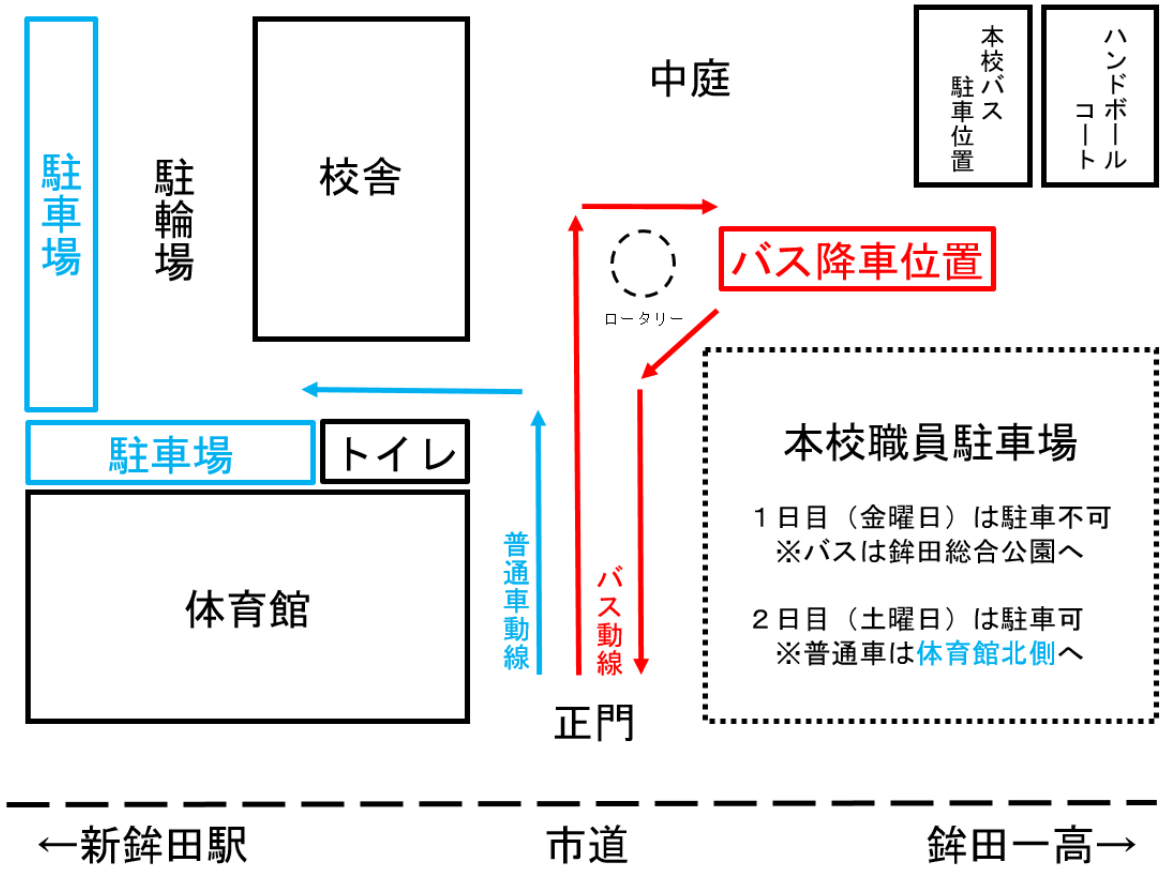 中庭
本校バス
駐車位置
ハンドボール
コート
駐車場
駐輪場
校舎
バス降車位置
ロータリー
駐車場
トイレ
本校職員駐車場
1日目（金曜日）は駐車不可
※バスは鉾田総合公園へ
2日目（土曜日）は駐車可
※普通車は体育館北側へ
体育館
普通車動線
バス動線
正門
←新鉾田駅
市道
鉾田一高→